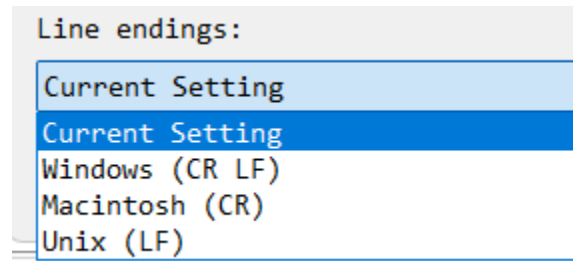 Line endings:
Current Setting
Current Setting
Windows (CR LF)
Macintosh (CR)
Unix (LF)